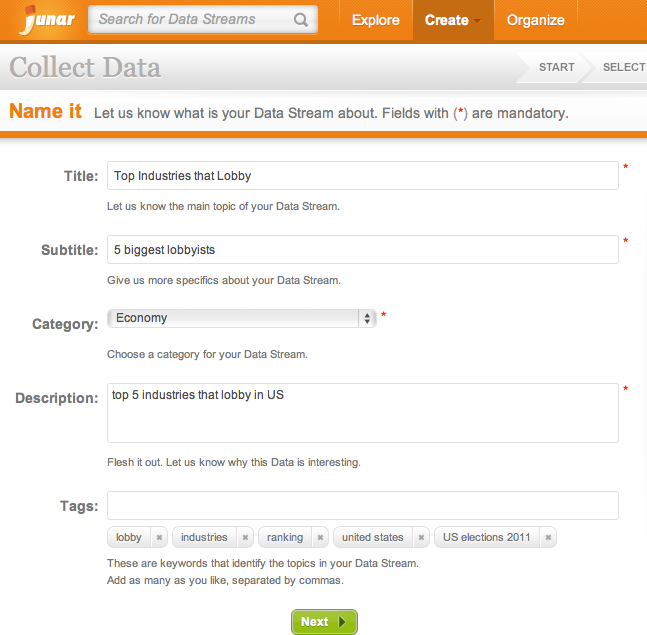 junar Search for Data Streams Explore Create Organize
Collect Data START SELECT
Name it Let us know what is your Data Stream about. Fields with (*) are mandatory.
Title: Top Industries that Lobby *
Let us know the main topic of your Data Stream.
Subtitle: 5 biggest lobbyists *
Give us more specifics about your Data Stream.
Category: Economy *
Choose a category for your Data Stream.
Description: top 5 industries that lobby in US *
Flesh it out. Let us know why this Data is interesting.
Tags:
lobby × industries × ranking × united states × US elections 2011 ×
These are keywords that identify the topics in your Data Stream.
Add as many as you like, separated by commas.
Next